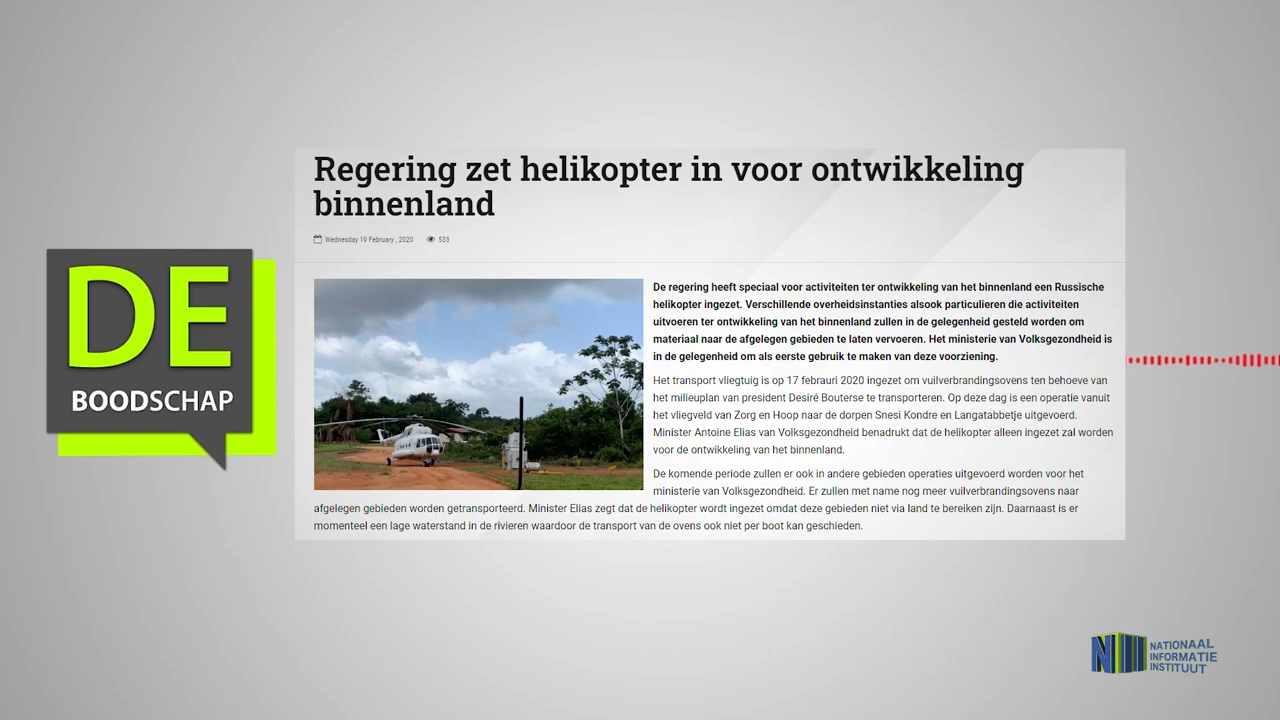 Regering zet helikopter in voor ontwikkeling
binnenland
Wednesday 19 February , 2020 533
DE
BOODSCHAP
De regering heeft speciaal voor activiteiten ter ontwikkeling van het binnenland een Russische
helikopter ingezet. Verschillende overheidsinstanties alsook particulieren die activiteiten
uitvoeren ter ontwikkeling van het binnenland zullen in de gelegenheid gesteld worden om
materiaal naar de afgelegen gebieden te laten vervoeren. Het ministerie van Volksgezondheid is
in de gelegenheid om als eerste gebruik te maken van deze voorziening.
Het transport vliegtuig is op 17 febrauri 2020 ingezet om vuilverbrandingsovens ten behoeve van
het milieuplan van president Desiré Bouterse te transporteren. Op deze dag is een operatie vanuit
het vliegveld van Zorg en Hoop naar de dorpen Snesi Kondre en Langatabbetje uitgevoerd.
Minister Antoine Elias van Volksgezondheid benadrukt dat de helikopter alleen ingezet zal worden
voor de ontwikkeling van het binnenland.
De komende periode zullen er ook in andere gebieden operaties uitgevoerd worden voor het
ministerie van Volksgezondheid. Er zullen met name nog meer vuilverbrandingsovens naar
afgelegen gebieden worden getransporteerd. Minister Elias zegt dat de helikopter wordt ingezet omdat deze gebieden niet via land te bereiken zijn. Daarnaast is er
momenteel een lage waterstand in de rivieren waardoor de transport van de ovens ook niet per boot kan geschieden.
NATIONAAL
INFORMATIE
INSTITUUT